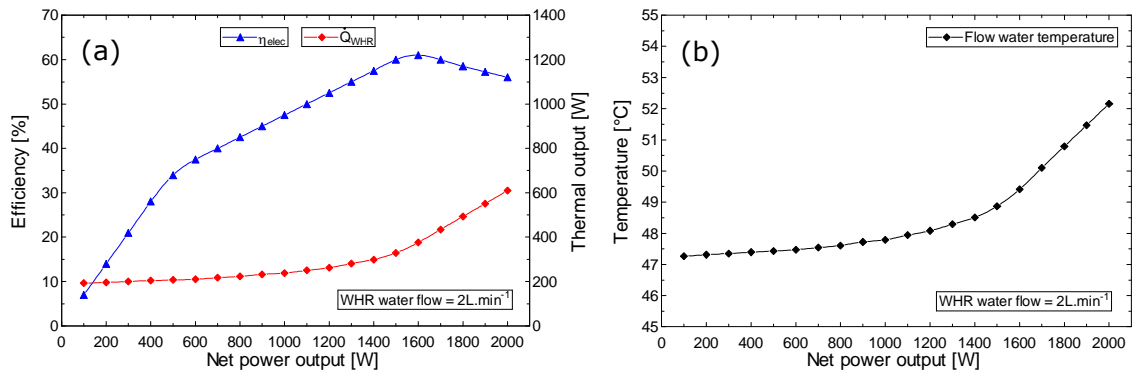 (a)
η_elec
Q̇_WHR
Efficiency [%]
70
60
50
40
30
20
10
0
1400
1200
1000
800
600
400
200
0
Thermal output [W]
WHR water flow = 2L.min⁻¹
0 200 400 600 800 1000 1200 1400 1600 1800 2000
Net power output [W]
(b)
Flow water temperature
Temperature [°C]
55
54
53
52
51
50
49
48
47
46
45
WHR water flow = 2L.min⁻¹
0 200 400 600 800 1000 1200 1400 1600 1800 2000
Net power output [W]